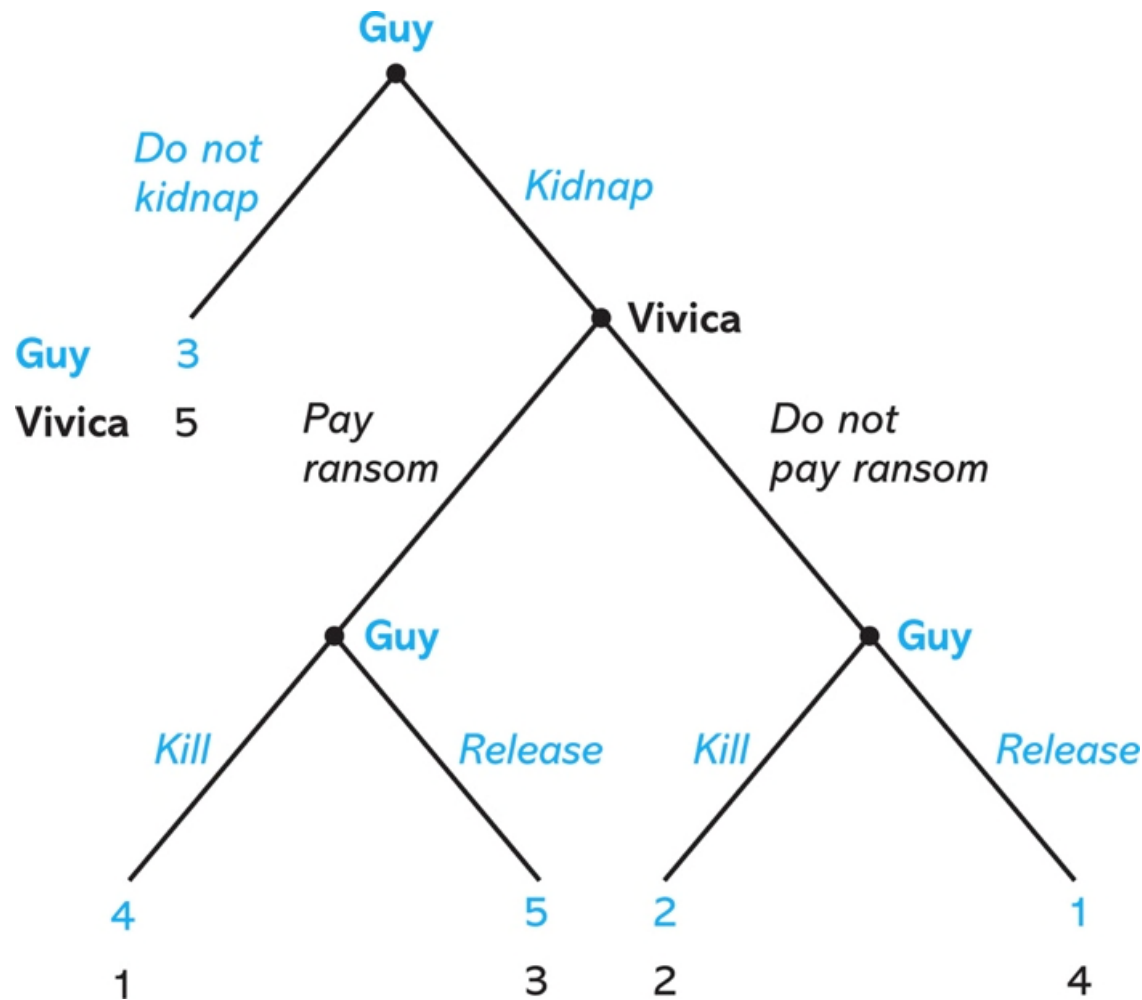 Guy
Do not
kidnap
Kidnap
Guy 3
Vivica 5
Vivica
Pay
ransom
Do not
pay ransom
Guy
Guy
Kill
Release
Kill
Release
4 5 2 1
1 3 2 4